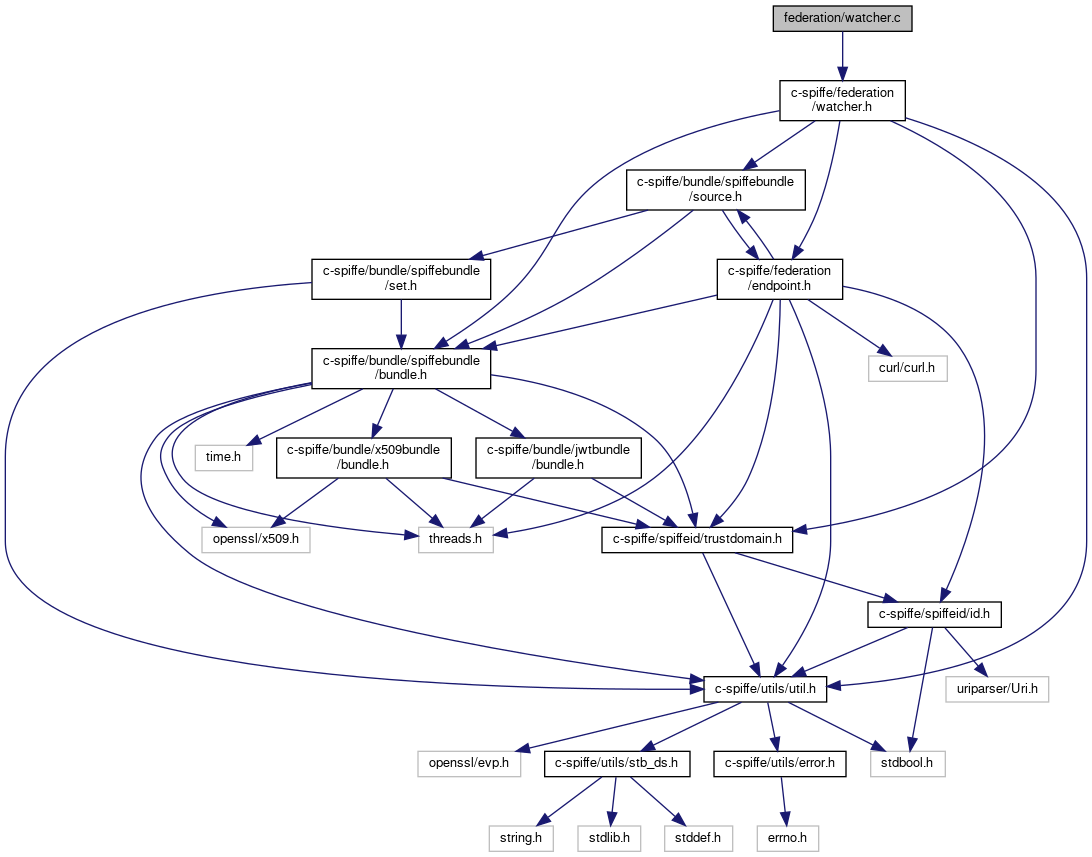 federation/watcher.c
c-spiffe/federation
/watcher.h
c-spiffe/bundle/spiffebundle
/source.h
c-spiffe/bundle/spiffebundle
/set.h
c-spiffe/federation
/endpoint.h
c-spiffe/bundle/spiffebundle
/bundle.h
curl/curl.h
time.h
c-spiffe/bundle/x509bundle
/bundle.h
c-spiffe/bundle/jwtbundle
/bundle.h
openssl/x509.h
threads.h
c-spiffe/spiffeid/trustdomain.h
c-spiffe/spiffeid/id.h
c-spiffe/utils/util.h
uriparser/Uri.h
openssl/evp.h
c-spiffe/utils/stb_ds.h
c-spiffe/utils/error.h
stdbool.h
string.h
stdlib.h
stddef.h
errno.h